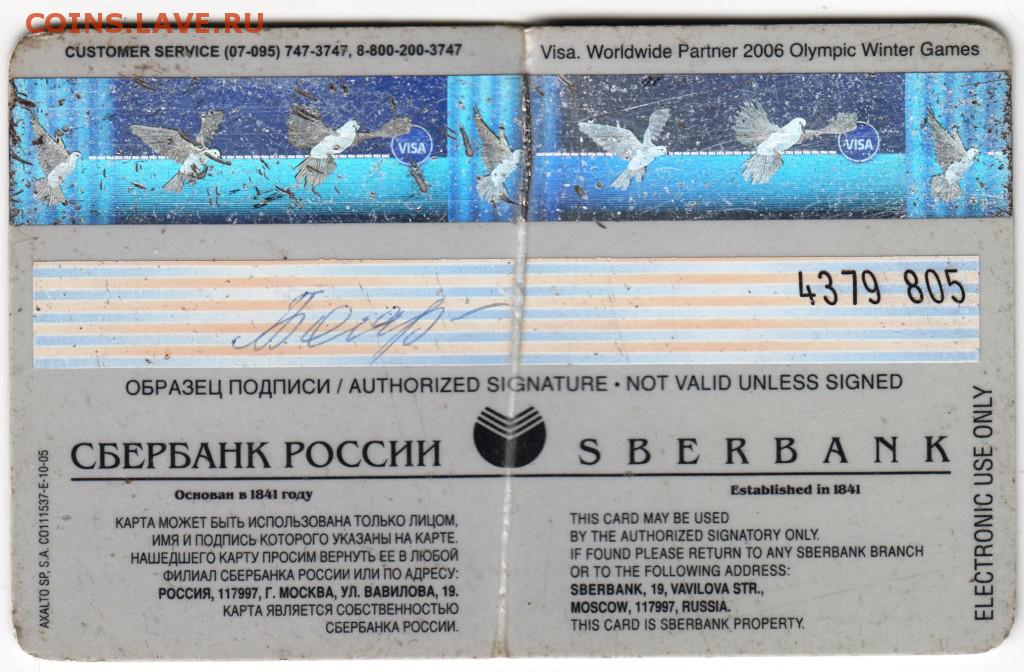 COINS.LAVE.RU
CUSTOMER SERVICE (07-095) 747-3747, 8-800-200-3747
Visa. Worldwide Partner 2006 Olympic Winter Games
VISA
VISA
4379 805
ОБРАЗЕЦ ПОДПИСИ / AUTHORIZED SIGNATURE • NOT VALID UNLESS SIGNED
СБЕРБАНК РОССИИ
Основан в 1841 году
КАРТА МОЖЕТ БЫТЬ ИСПОЛЬЗОВАНА ТОЛЬКО ЛИЦОМ,
ИМЯ И ПОДПИСЬ КОТОРОГО УКАЗАНЫ НА КАРТЕ.
НАШЕДШЕГО КАРТУ ПРОСИМ ВЕРНУТЬ ЕЕ В ЛЮБОЙ
ФИЛИАЛ СБЕРБАНКА РОССИИ ИЛИ ПО АДРЕСУ:
РОССИЯ, 117997, Г. МОСКВА, УЛ. ВАВИЛОВА, 19.
КАРТА ЯВЛЯЕТСЯ СОБСТВЕННОСТЬЮ
СБЕРБАНКА РОССИИ.
SBERBANK
Established in 1841
THIS CARD MAY BE USED
BY THE AUTHORIZED SIGNATORY ONLY.
IF FOUND PLEASE RETURN TO ANY SBERBANK BRANCH
OR TO THE FOLLOWING ADDRESS:
SBERBANK, 19, VAVILOVA STR.,
MOSCOW, 117997, RUSSIA.
THIS CARD IS SBERBANK PROPERTY.
AXALTO SP, S.A. C0111537-E-10-05
ELECTRONIC USE ONLY